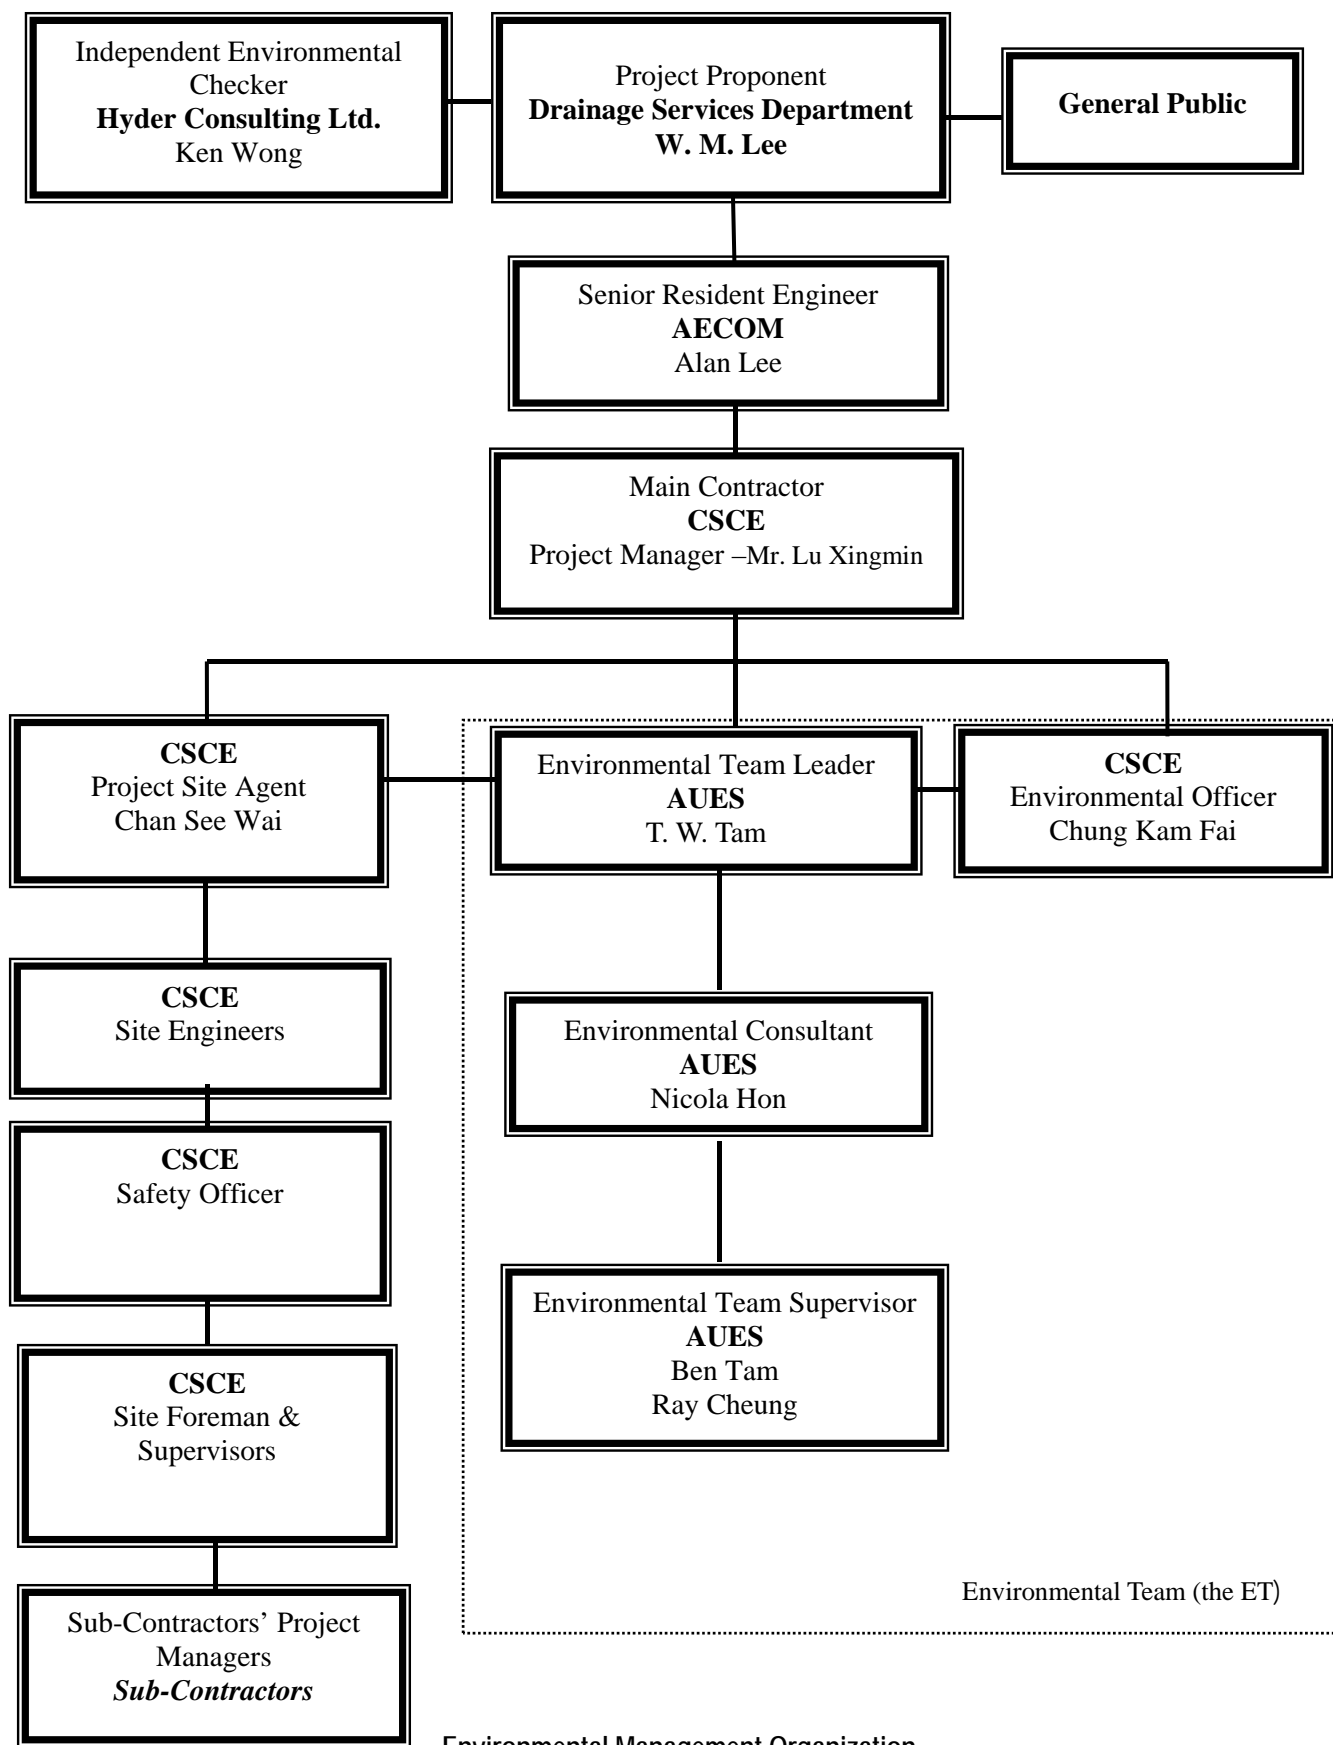 Independent Environmental
Checker
Hyder Consulting Ltd.
Ken Wong
Project Proponent
Drainage Services Department
W. M. Lee
General Public
Senior Resident Engineer
AECOM
Alan Lee
Main Contractor
CSCE
Project Manager –Mr. Lu Xingmin
CSCE
Project Site Agent
Chan See Wai
Environmental Team Leader
AUES
T. W. Tam
CSCE
Environmental Officer
Chung Kam Fai
CSCE
Site Engineers
Environmental Consultant
AUES
Nicola Hon
CSCE
Safety Officer
Environmental Team Supervisor
AUES
Ben Tam
Ray Cheung
CSCE
Site Foreman &
Supervisors
Environmental Team (the ET)
Sub-Contractors’ Project
Managers
Sub-Contractors
Environmental Management Organization